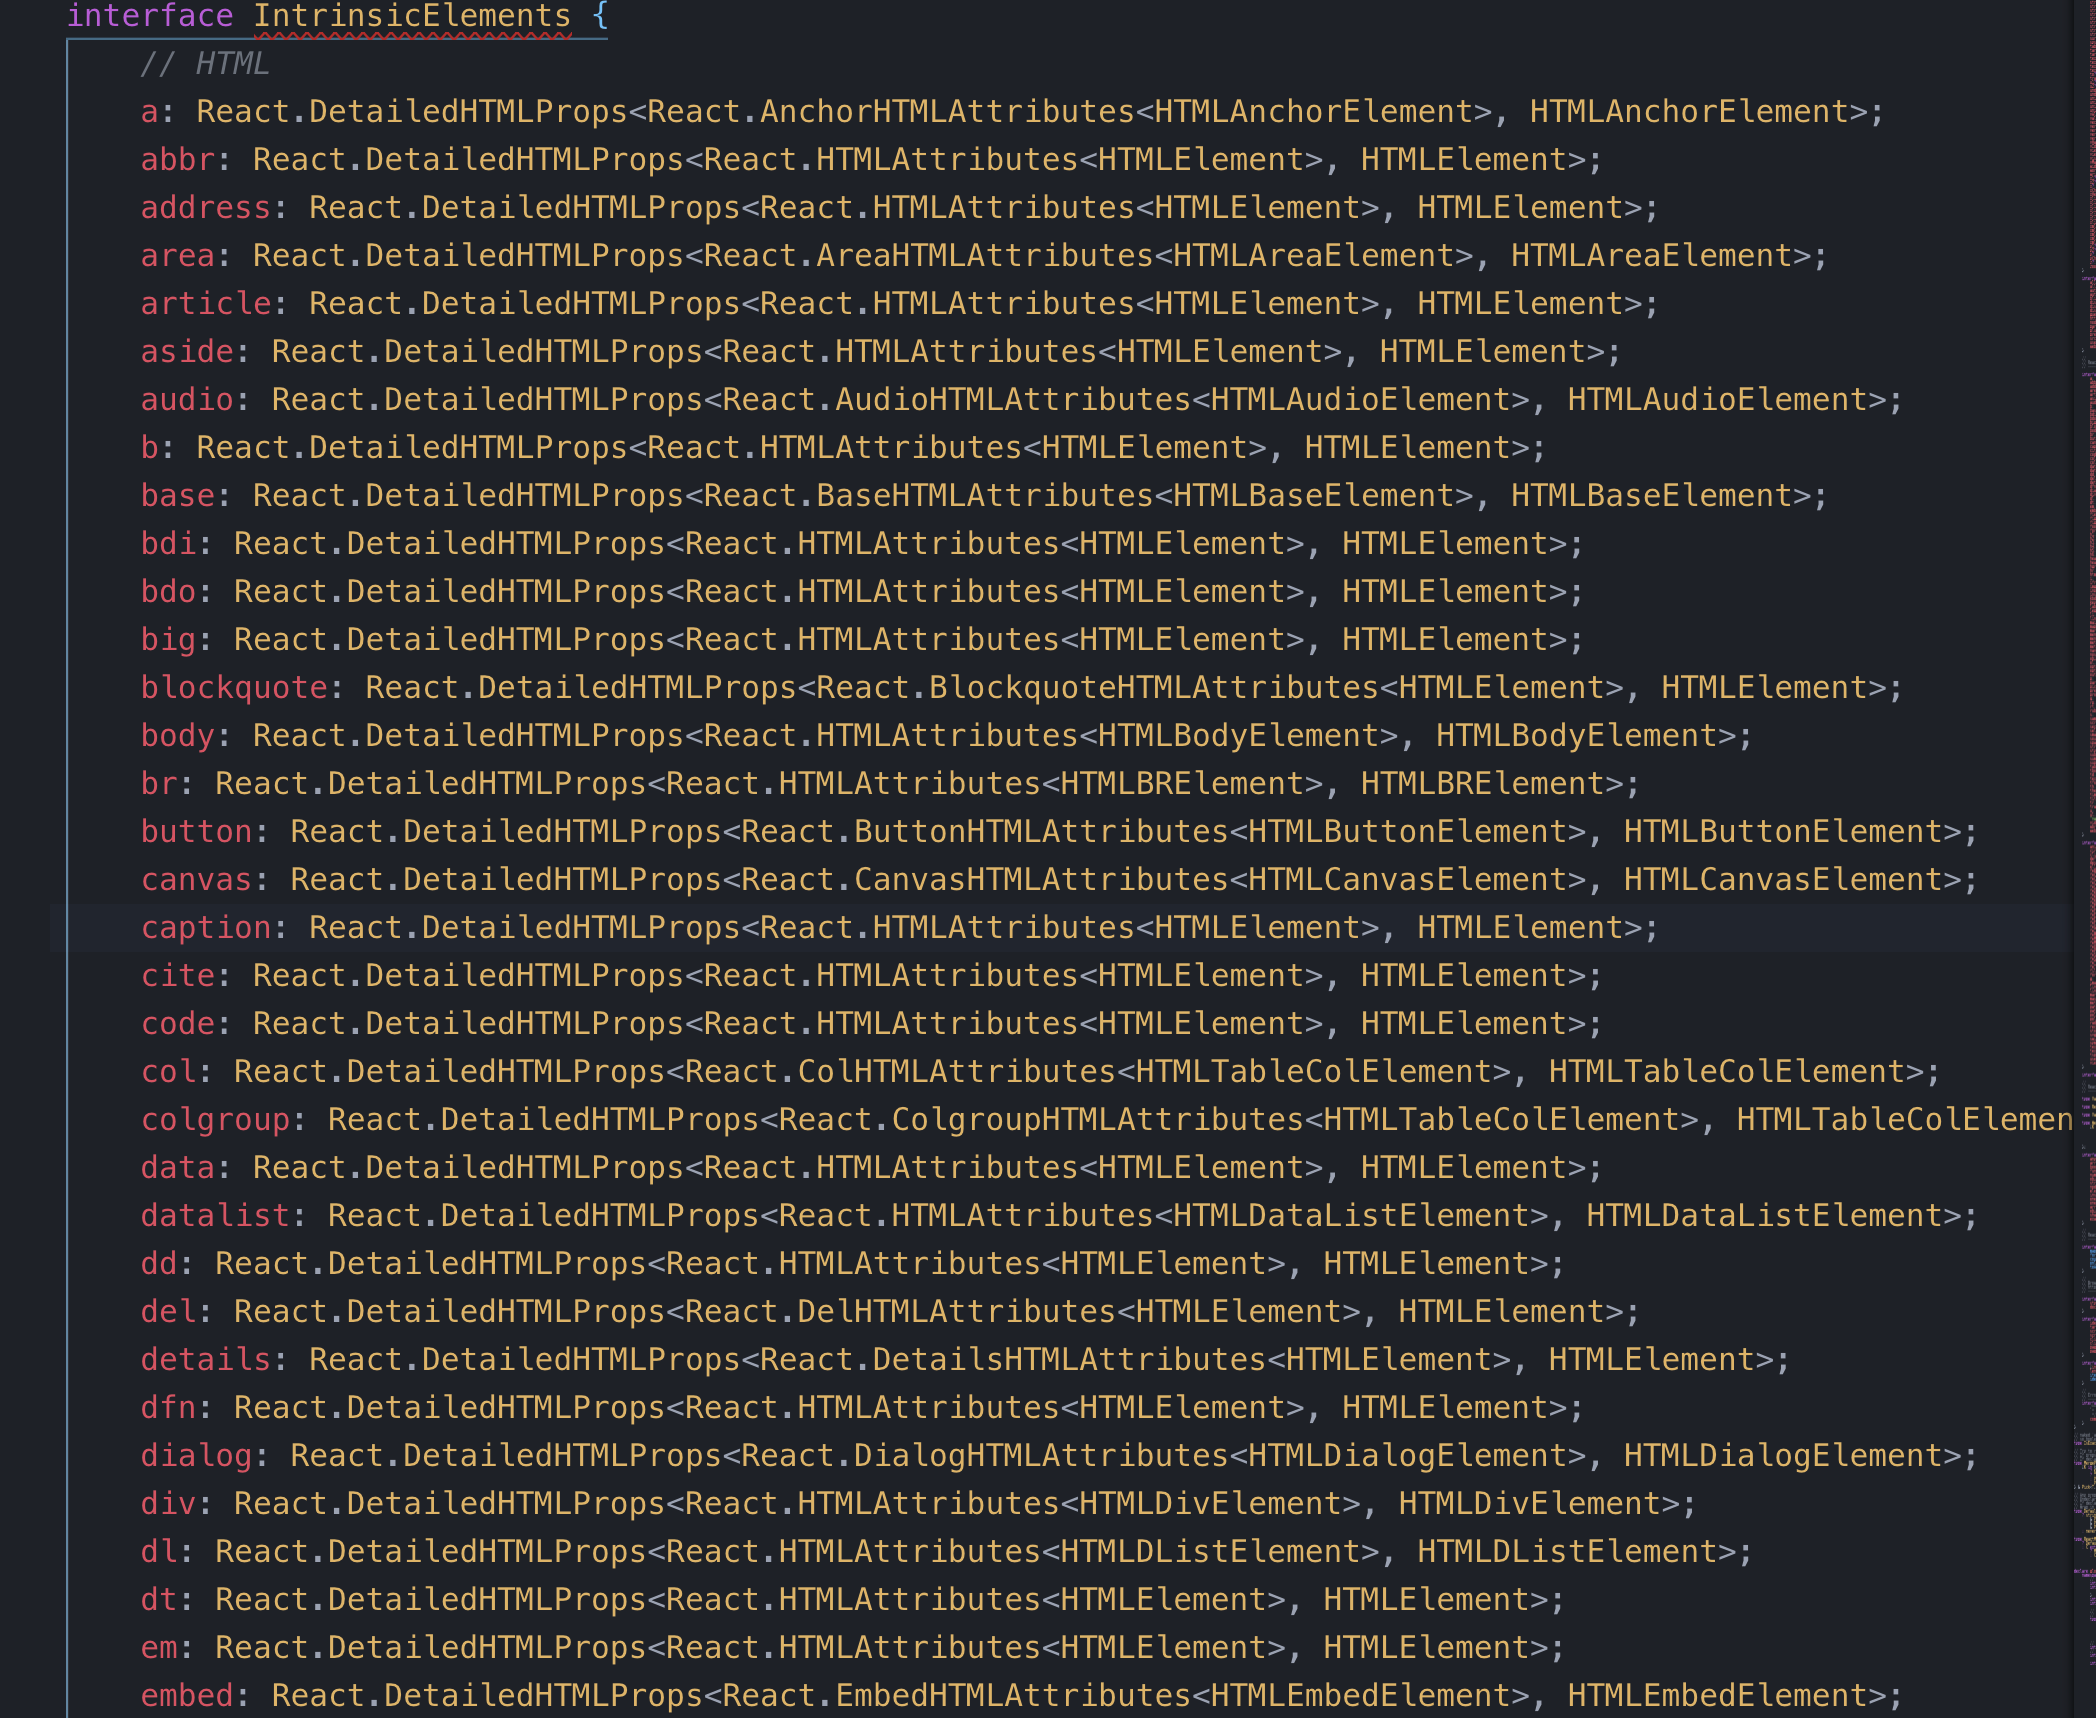 interface IntrinsicElements {
// HTML
a: React.DetailedHTMLProps<React.AnchorHTMLAttributes<HTMLAnchorElement>, HTMLAnchorElement>;
abbr: React.DetailedHTMLProps<React.HTMLAttributes<HTMLElement>, HTMLElement>;
address: React.DetailedHTMLProps<React.HTMLAttributes<HTMLElement>, HTMLElement>;
area: React.DetailedHTMLProps<React.AreaHTMLAttributes<HTMLAreaElement>, HTMLAreaElement>;
article: React.DetailedHTMLProps<React.HTMLAttributes<HTMLElement>, HTMLElement>;
aside: React.DetailedHTMLProps<React.HTMLAttributes<HTMLElement>, HTMLElement>;
audio: React.DetailedHTMLProps<React.AudioHTMLAttributes<HTMLAudioElement>, HTMLAudioElement>;
b: React.DetailedHTMLProps<React.HTMLAttributes<HTMLElement>, HTMLElement>;
base: React.DetailedHTMLProps<React.BaseHTMLAttributes<HTMLBaseElement>, HTMLBaseElement>;
bdi: React.DetailedHTMLProps<React.HTMLAttributes<HTMLElement>, HTMLElement>;
bdo: React.DetailedHTMLProps<React.HTMLAttributes<HTMLElement>, HTMLElement>;
big: React.DetailedHTMLProps<React.HTMLAttributes<HTMLElement>, HTMLElement>;
blockquote: React.DetailedHTMLProps<React.BlockquoteHTMLAttributes<HTMLElement>, HTMLElement>;
body: React.DetailedHTMLProps<React.HTMLAttributes<HTMLBodyElement>, HTMLBodyElement>;
br: React.DetailedHTMLProps<React.HTMLAttributes<HTMLBRElement>, HTMLBRElement>;
button: React.DetailedHTMLProps<React.ButtonHTMLAttributes<HTMLButtonElement>, HTMLButtonElement>;
canvas: React.DetailedHTMLProps<React.CanvasHTMLAttributes<HTMLCanvasElement>, HTMLCanvasElement>;
caption: React.DetailedHTMLProps<React.HTMLAttributes<HTMLElement>, HTMLElement>;
cite: React.DetailedHTMLProps<React.HTMLAttributes<HTMLElement>, HTMLElement>;
code: React.DetailedHTMLProps<React.HTMLAttributes<HTMLElement>, HTMLElement>;
col: React.DetailedHTMLProps<React.ColHTMLAttributes<HTMLTableColElement>, HTMLTableColElement>;
colgroup: React.DetailedHTMLProps<React.ColgroupHTMLAttributes<HTMLTableColElement>, HTMLTableColElemen
data: React.DetailedHTMLProps<React.HTMLAttributes<HTMLElement>, HTMLElement>;
datalist: React.DetailedHTMLProps<React.HTMLAttributes<HTMLDataListElement>, HTMLDataListElement>;
dd: React.DetailedHTMLProps<React.HTMLAttributes<HTMLElement>, HTMLElement>;
del: React.DetailedHTMLProps<React.DelHTMLAttributes<HTMLElement>, HTMLElement>;
details: React.DetailedHTMLProps<React.DetailsHTMLAttributes<HTMLElement>, HTMLElement>;
dfn: React.DetailedHTMLProps<React.HTMLAttributes<HTMLElement>, HTMLElement>;
dialog: React.DetailedHTMLProps<React.DialogHTMLAttributes<HTMLDialogElement>, HTMLDialogElement>;
div: React.DetailedHTMLProps<React.HTMLAttributes<HTMLDivElement>, HTMLDivElement>;
dl: React.DetailedHTMLProps<React.HTMLAttributes<HTMLDListElement>, HTMLDListElement>;
dt: React.DetailedHTMLProps<React.HTMLAttributes<HTMLElement>, HTMLElement>;
em: React.DetailedHTMLProps<React.HTMLAttributes<HTMLElement>, HTMLElement>;
embed: React.DetailedHTMLProps<React.EmbedHTMLAttributes<HTMLEmbedElement>, HTMLEmbedElement>;